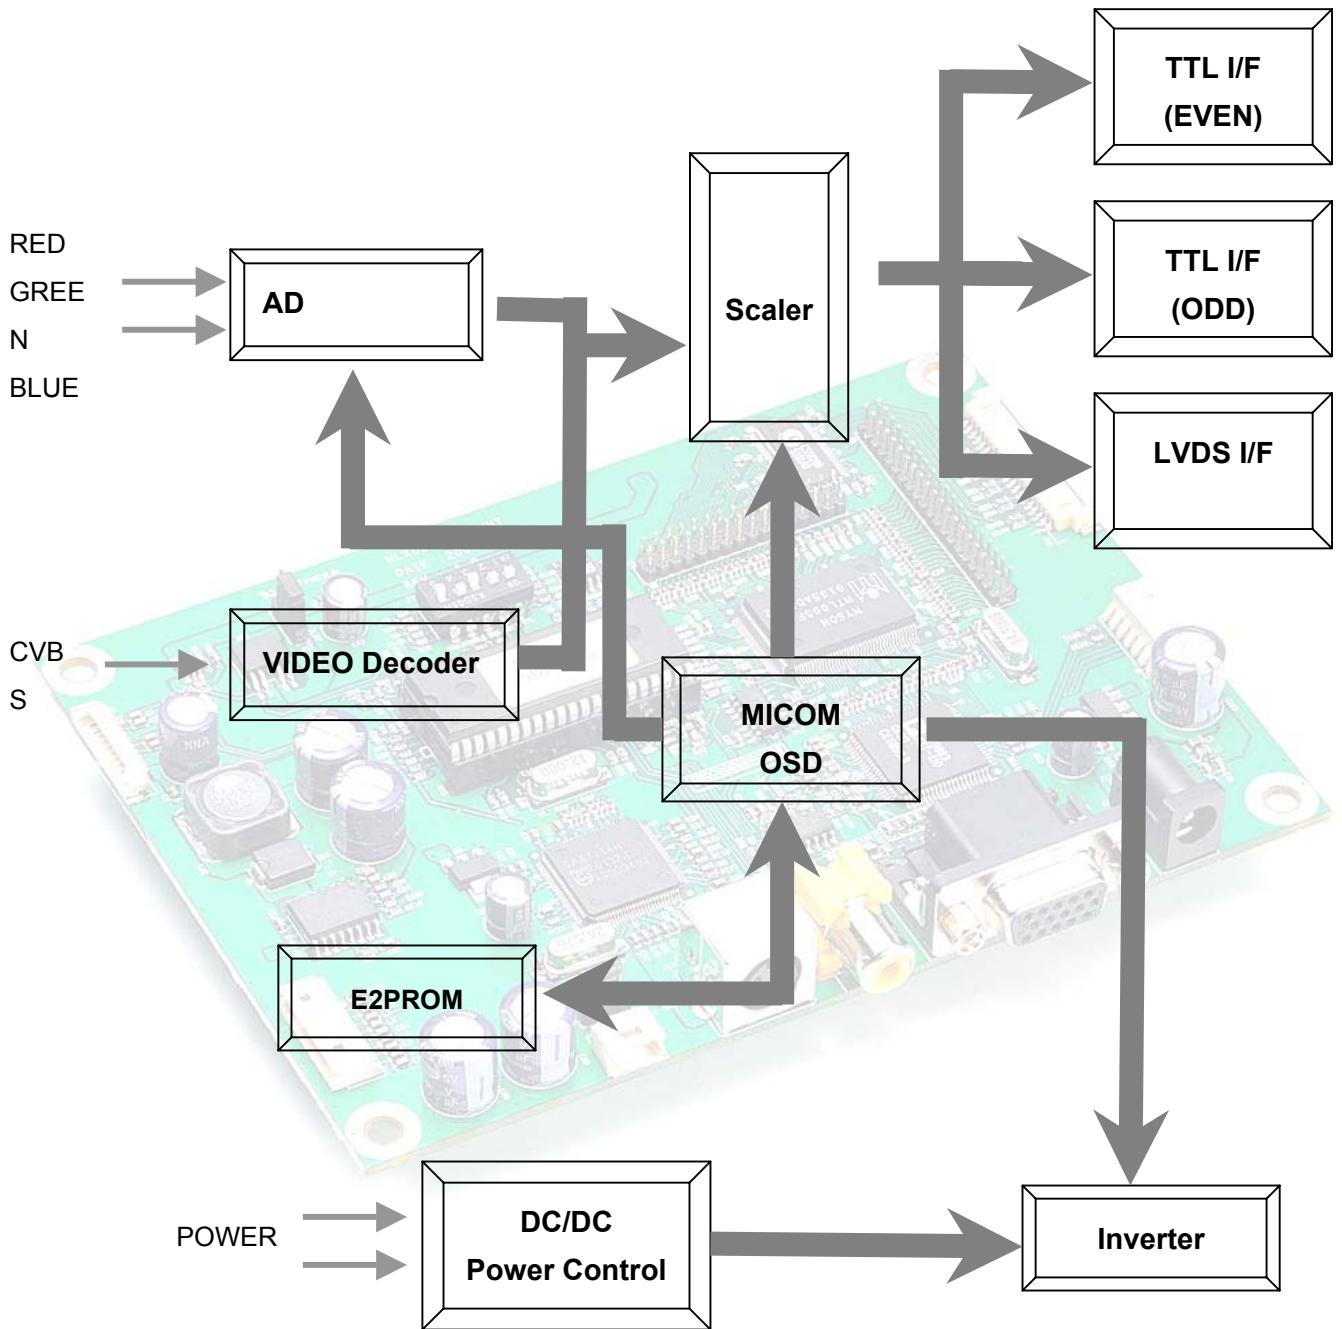 TTL I/F
(EVEN)
TTL I/F
(ODD)
LVDS I/F
Scaler
RED
GREE
N
BLUE
AD
CVB
S
VIDEO Decoder
MICOM
OSD
E2PROM
POWER
DC/DC
Power Control
Inverter